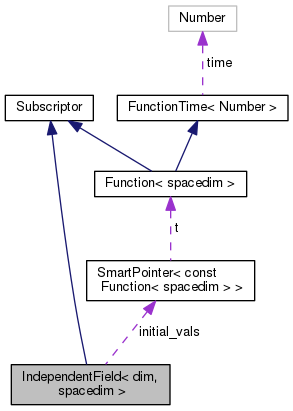 Number
time
Subscriptor
FunctionTime< Number >
Function< spacedim >
t
SmartPointer< const
Function< spacedim > >
initial_vals
IndependentField< dim,
spacedim >